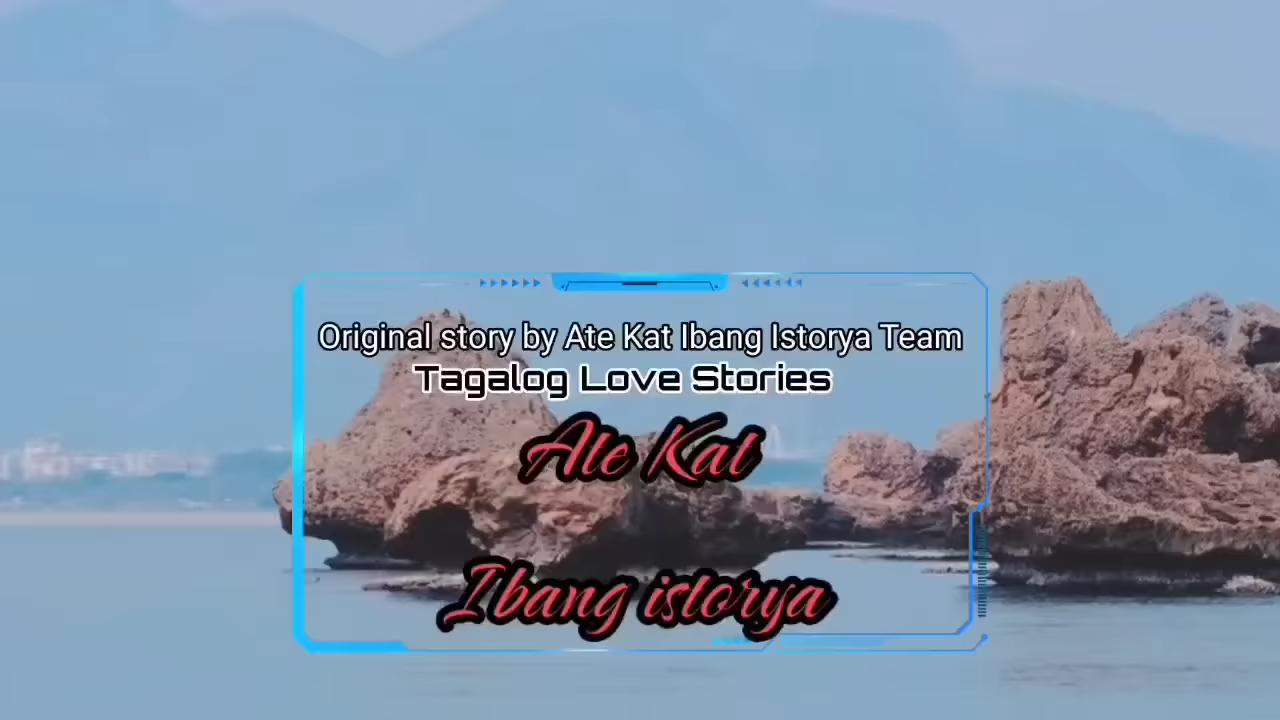 Original story by Ate Kat Ibang Istorya Team
Tagalog Love Stories
Ate Kat
Ibang istorya